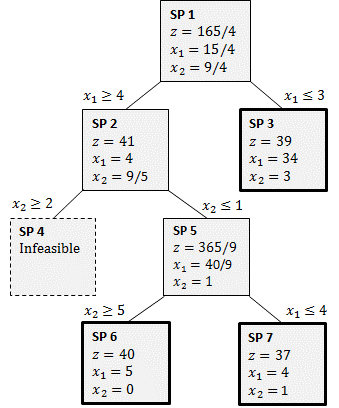 SP 1
z = 165/4
x₁ = 15/4
x₂ = 9/4
x₁ ≥ 4
x₁ ≤ 3
SP 2
z = 41
x₁ = 4
x₂ = 9/5
SP 3
z = 39
x₁ = 34
x₂ = 3
x₂ ≥ 2
x₂ ≤ 1
SP 4
Infeasible
SP 5
z = 365/9
x₁ = 40/9
x₂ = 1
x₂ ≥ 5
x₁ ≤ 4
SP 6
z = 40
x₁ = 5
x₂ = 0
SP 7
z = 37
x₁ = 4
x₂ = 1